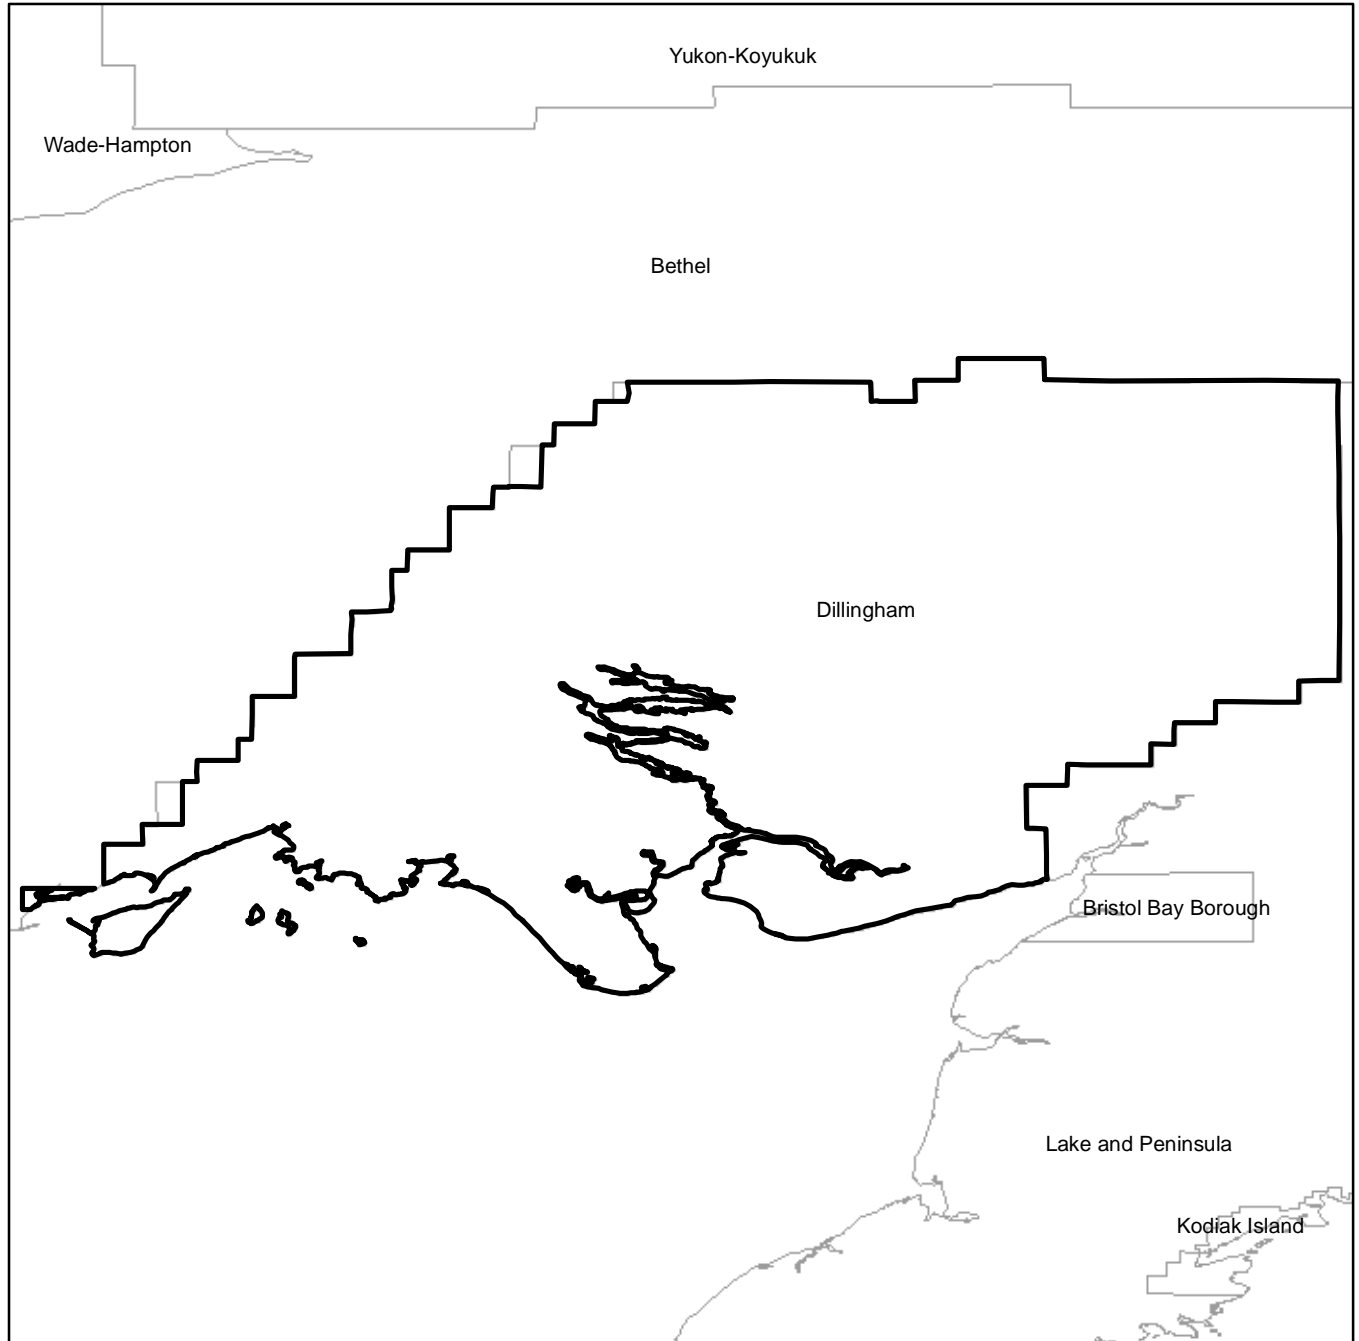 Yukon-Koyukuk
Wade-Hampton
Bethel
Dillingham
Bristol Bay Borough
Lake and Peninsula
Kodiak Island